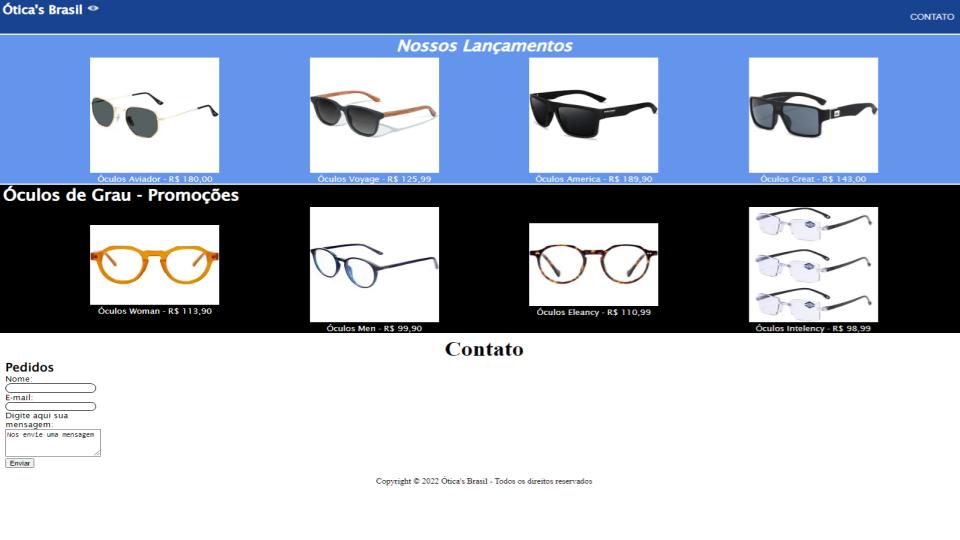 Ótica's Brasil
CONTATO
Nossos Lançamentos
Óculos Aviador - R$ 180,00
Óculos Voyage - R$ 125,99
Óculos America - R$ 189,90
Óculos Great - R$ 143,00
Óculos de Grau - Promoções
Óculos Woman - R$ 113,90
Óculos Men - R$ 99,90
Óculos Eleancy - R$ 110,99
Óculos Intelency - R$ 98,99
Contato
Pedidos
Nome:
E-mail:
Digite aqui sua
mensagem:
Nos envie uma mensagem
Enviar
Copyright © 2022 Ótica's Brasil - Todos os direitos reservados